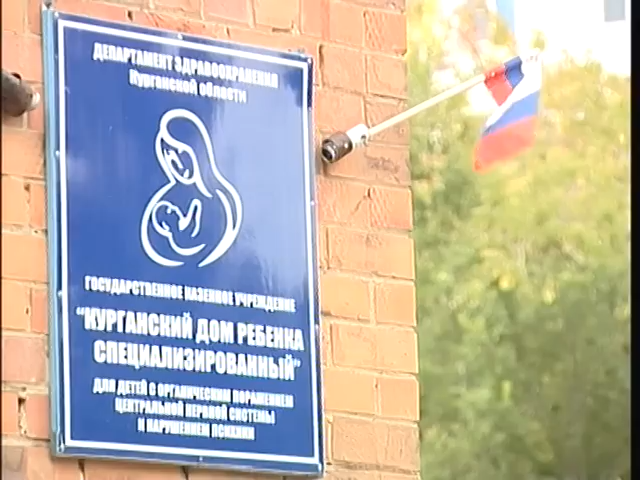 ДЕПАРТАМЕНТ ЗДРАВООХРАНЕНИЯ
Курганской области
ГОСУДАРСТВЕННОЕ КАЗЕННОЕ УЧРЕЖДЕНИЕ
"КУРГАНСКИЙ ДОМ РЕБЕНКА
СПЕЦИАЛИЗИРОВАННЫЙ"
ДЛЯ ДЕТЕЙ С ОРГАНИЧЕСКИМ ПОРАЖЕНИЕМ
ЦЕНТРАЛЬНОЙ НЕРВНОЙ СИСТЕМЫ
И НАРУШЕНИЕМ ПСИХИКИ